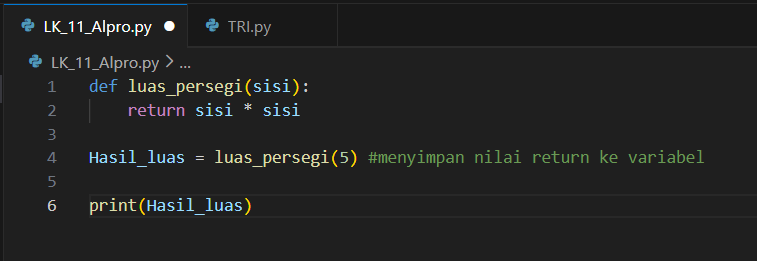 LK_11_Alpro.py
TRI.py
LK_11_Alpro.py > ...
1 def luas_persegi(sisi):
2     return sisi * sisi
3
4 Hasil_luas = luas_persegi(5) #menyimpan nilai return ke variabel
5
6 print(Hasil_luas)